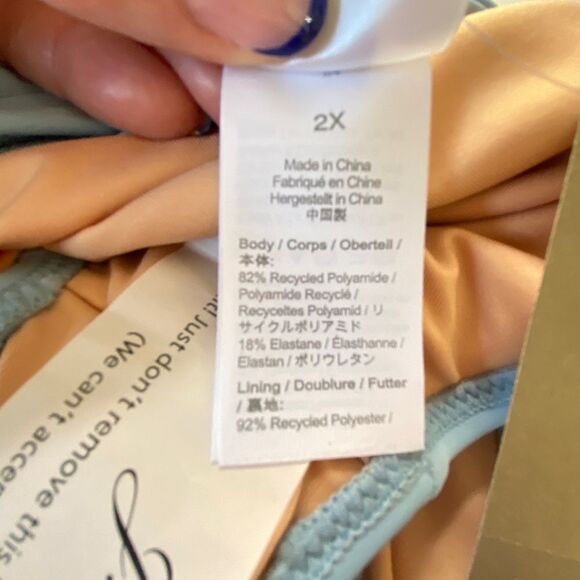 2X
Made in China
Fabriqué en Chine
Hergestellt in China
中国製
Body / Corps / Oberteil /
本体:
82% Recycled Polyamide /
Polyamide Recyclé /
Recyceltes Polyamid / リ
サイクルポリアミド
18% Elastane / Élasthanne /
Elastan / ポリウレタン
Lining / Doublure / Futter
/ 裏地:
92% Recycled Polyester /
it! Just don't remove this
(We can't accep